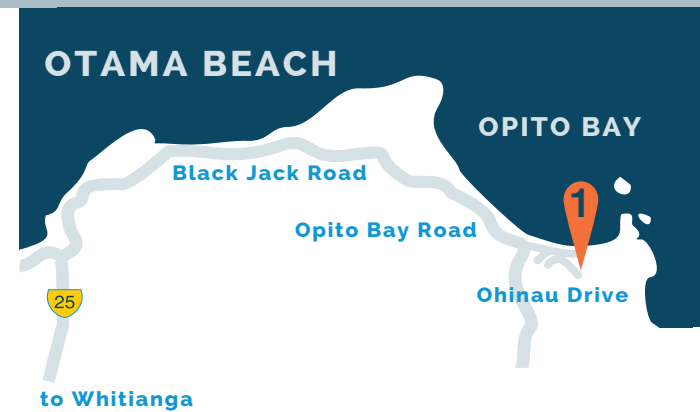 OTAMA BEACH
OPITO BAY
Black Jack Road
1
Opito Bay Road
Ohinau Drive
25
to Whitianga